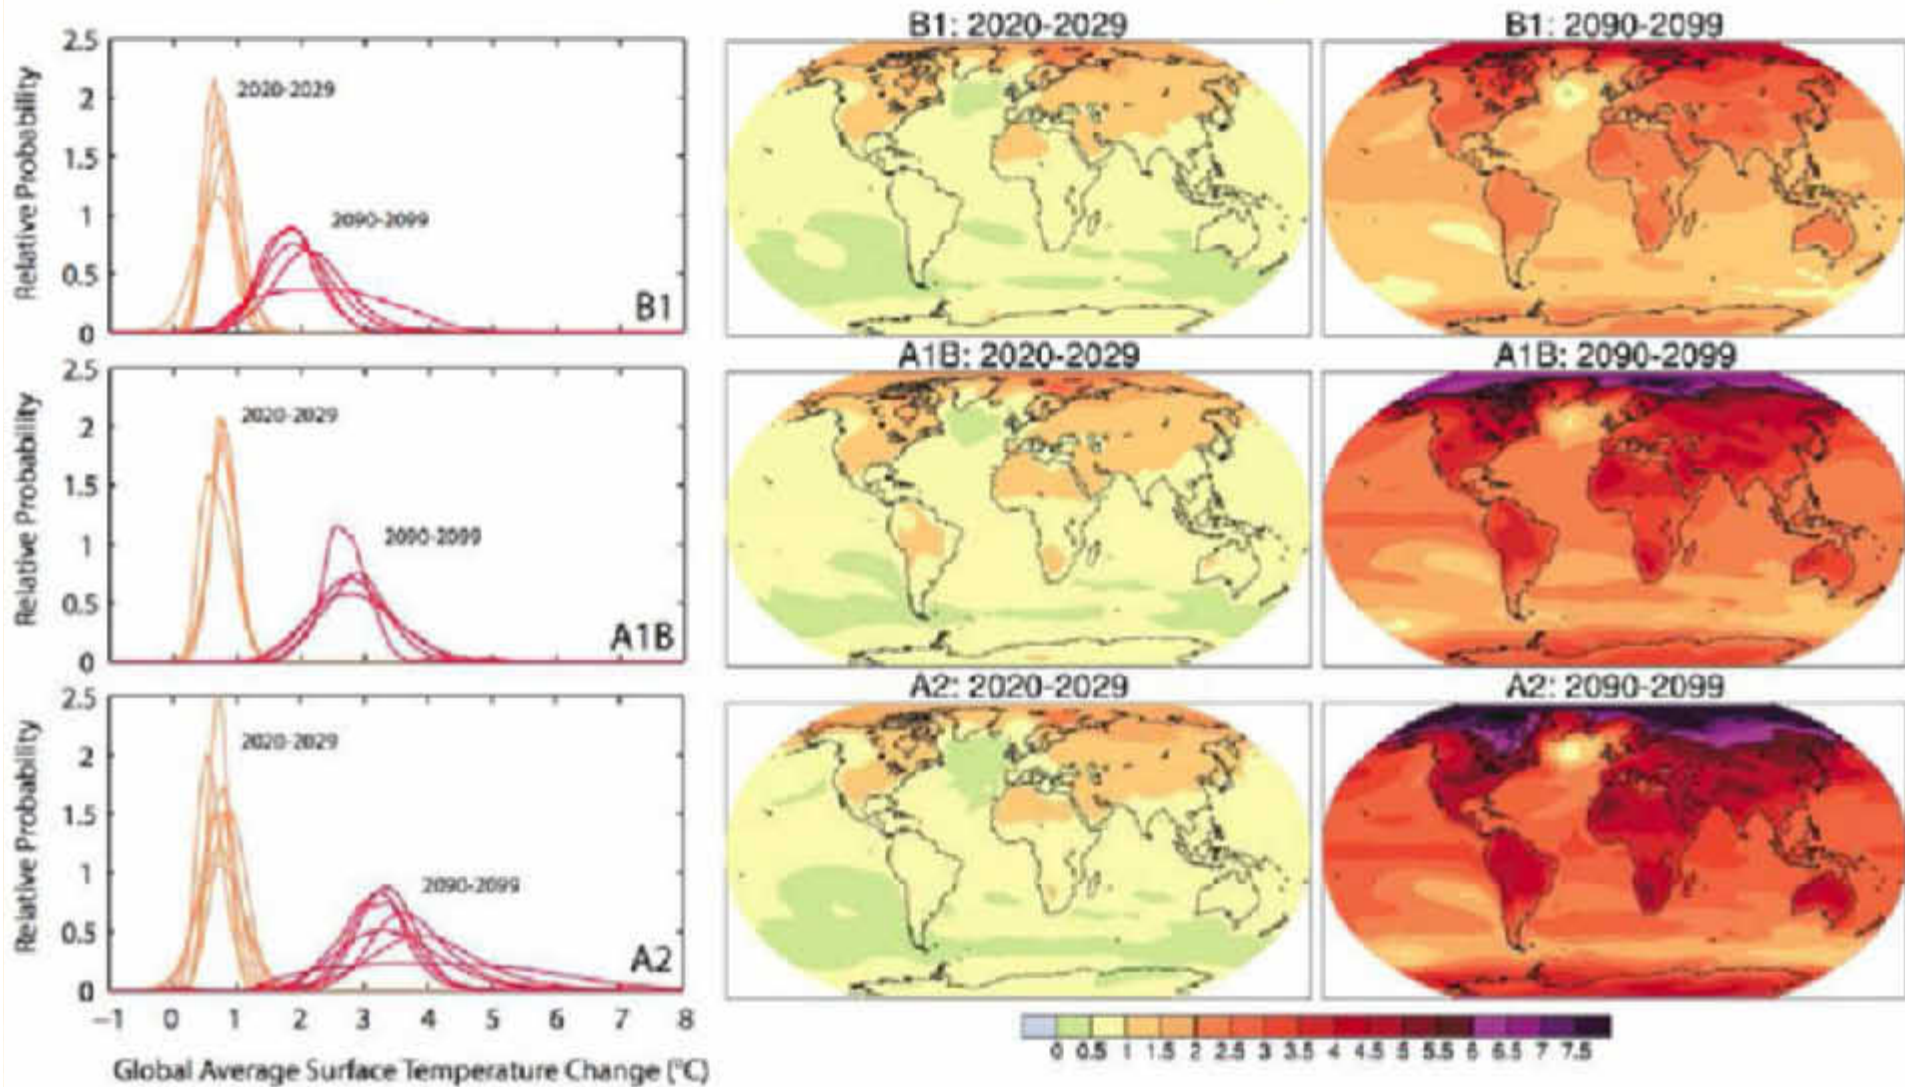 B1: 2020-2029
B1: 2090-2099
2.5
2
1.5
1
0.5
0
Relative Probability
2020-2029
2090-2099
B1
A1B: 2020-2029
A1B: 2090-2099
2.5
2
1.5
1
0.5
0
Relative Probability
2020-2029
2090-2099
A1B
A2: 2020-2029
A2: 2090-2099
2.5
2
1.5
1
0.5
0
Relative Probability
2020-2029
2090-2099
A2
−1 0 1 2 3 4 5 6 7 8
Global Average Surface Temperature Change (°C)
0 0.5 1 1.5 2 2.5 3 3.5 4 4.5 5 5.5 6 6.5 7 7.5